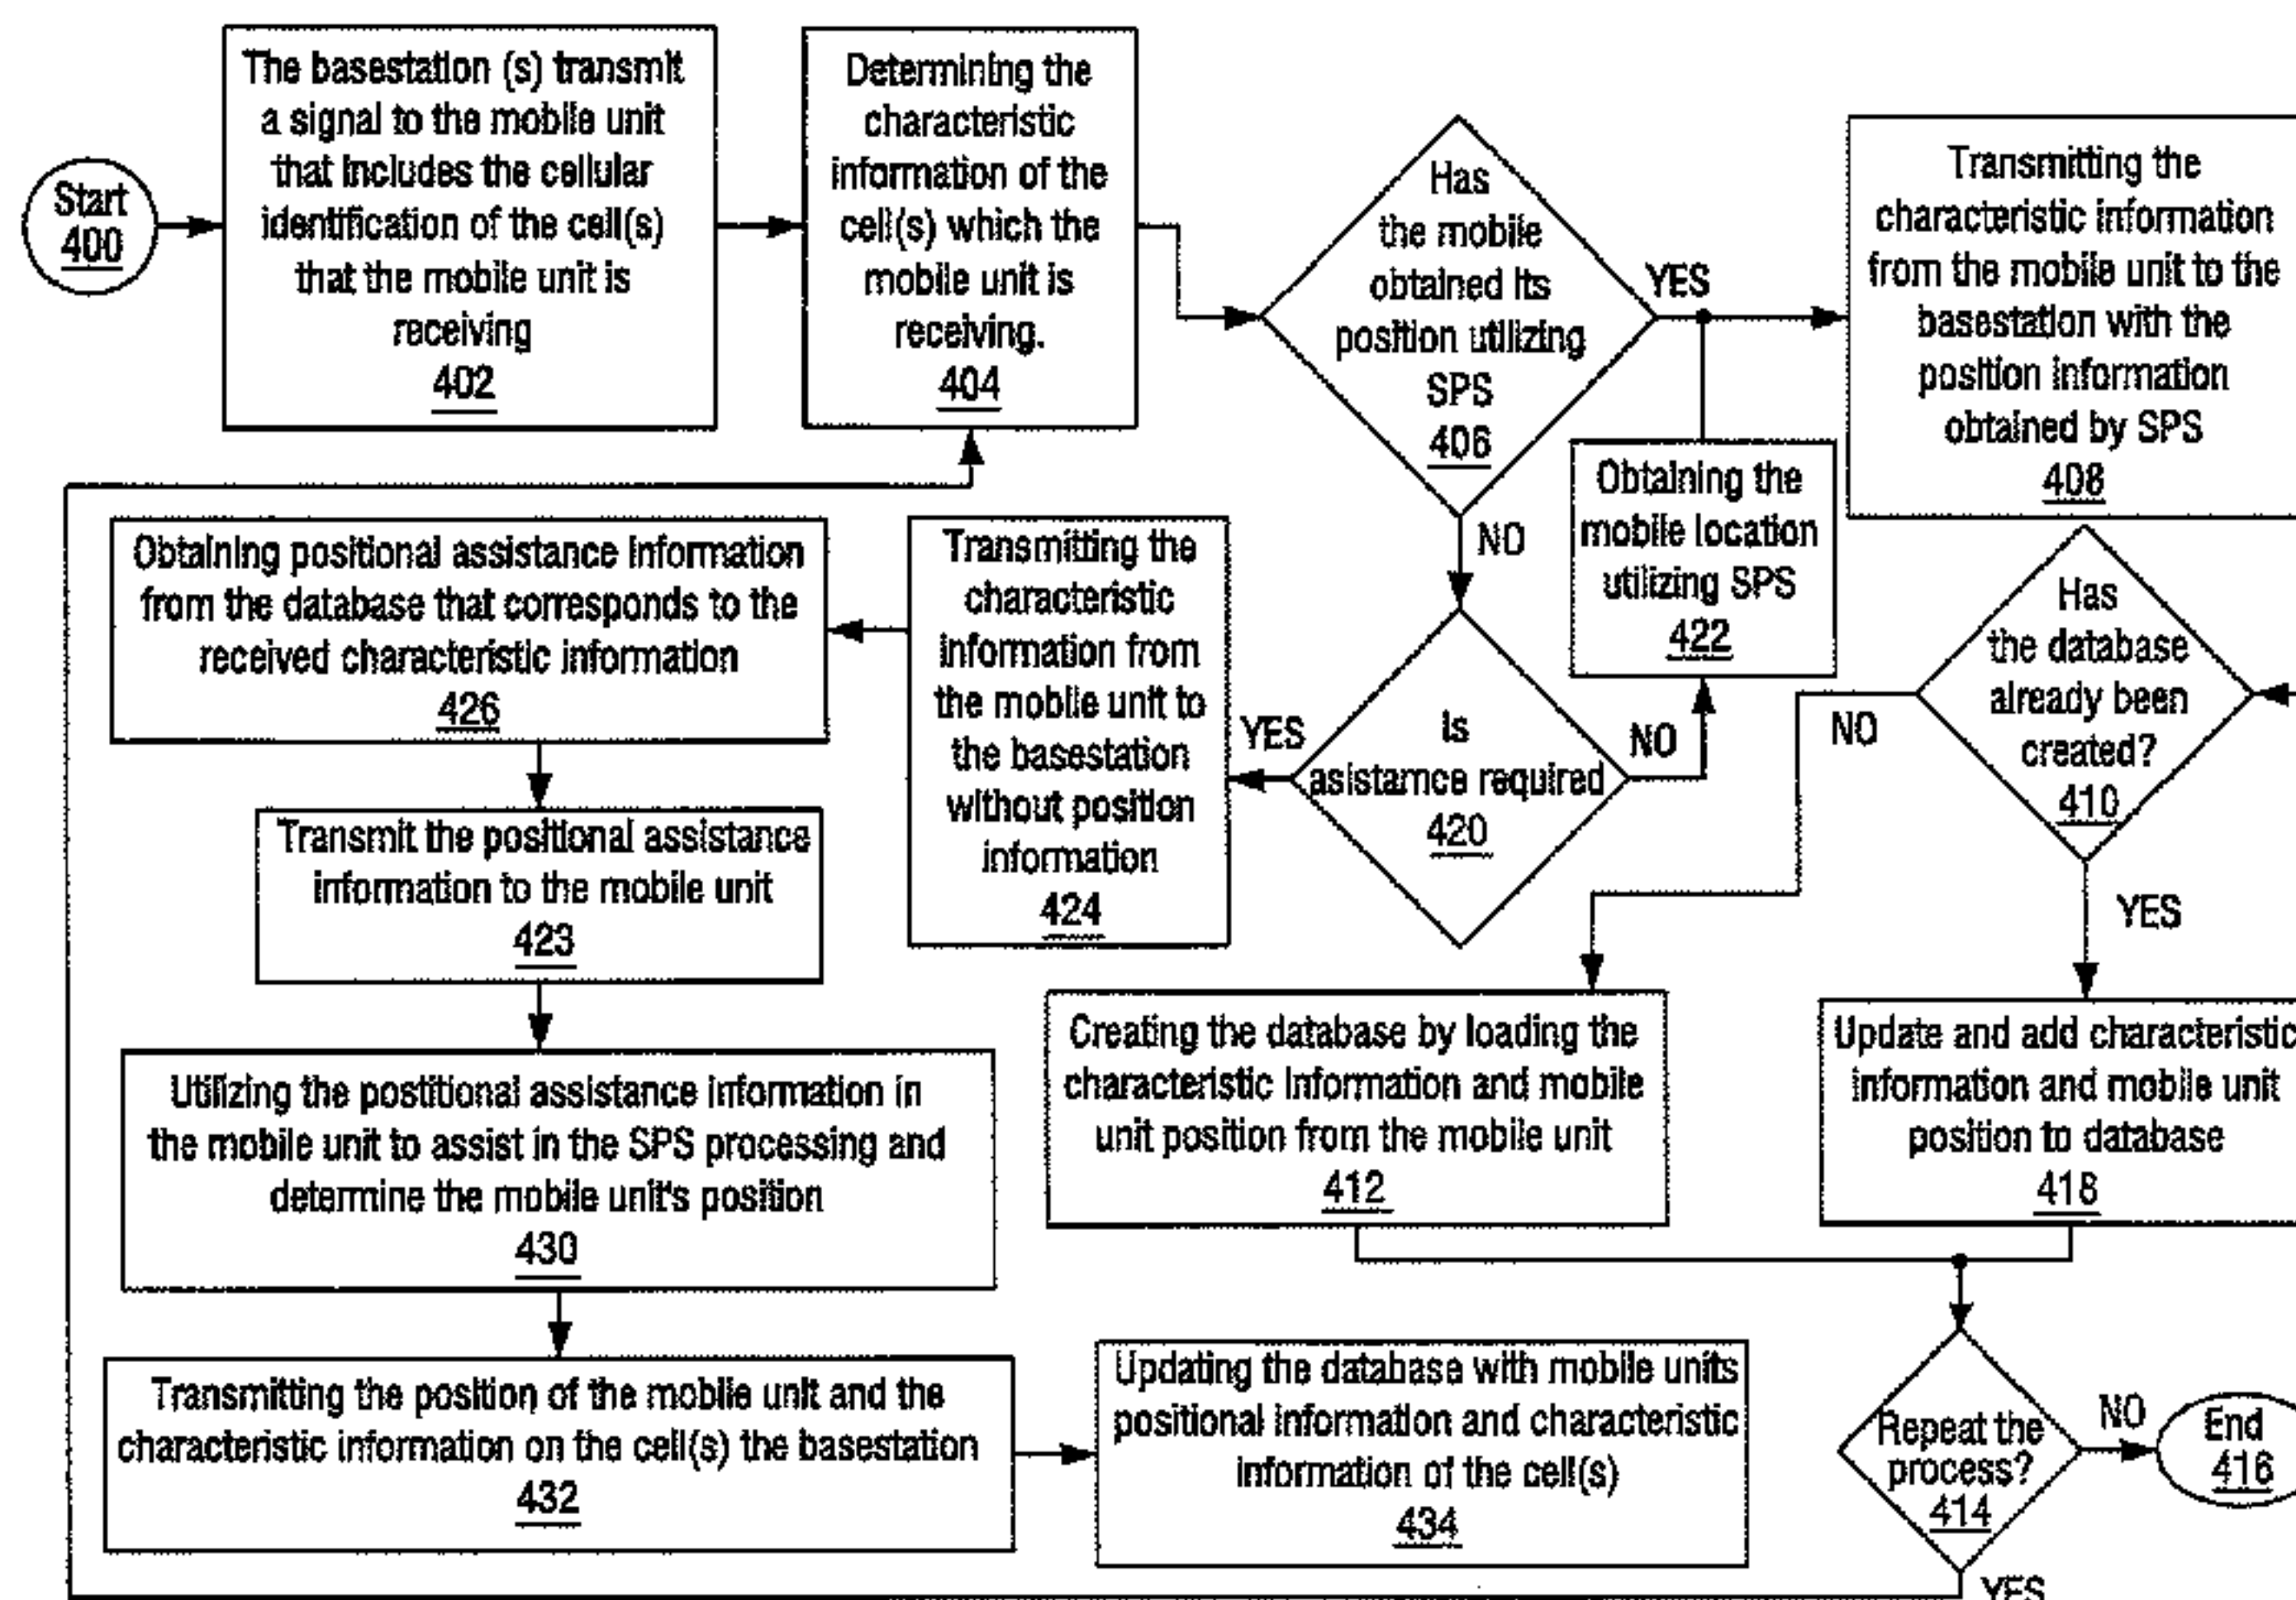 Start
400
The basestation (s) transmit
a signal to the mobile unit
that includes the cellular
identification of the cell(s)
that the mobile unit is
receiving
402
Determining the
characteristic
information of the
cell(s) which the
mobile unit is
receiving.
404
Has
the mobile
obtained its
position utilizing
SPS
406
YES
NO
Transmitting the
characteristic information
from the mobile unit to the
basestation with the
position information
obtained by SPS
408
Obtaining the
mobile location
utilizing SPS
422
Has
the database
already been
created?
410
NO
YES
Is
asistamce required
420
YES
NO
Transmitting the
characteristic
information from
the mobile unit to
the basestation
without position
information
424
Obtaining positional assistance information
from the database that corresponds to the
received characteristic information
426
Transmit the positional assistance
information to the mobile unit
423
Utilizing the postitional assistance information in
the mobile unit to assist in the SPS processing and
determine the mobile unit's position
430
Transmitting the position of the mobile unit and the
characteristic information on the cell(s) the basestation
432
Updating the database with mobile units
positional information and characteristic
information of the cell(s)
434
Creating the database by loading the
characteristic information and mobile
unit position from the mobile unit
412
Update and add characteristic
information and mobile unit
position to database
418
Repeat the
process?
414
NO
End
416
YES